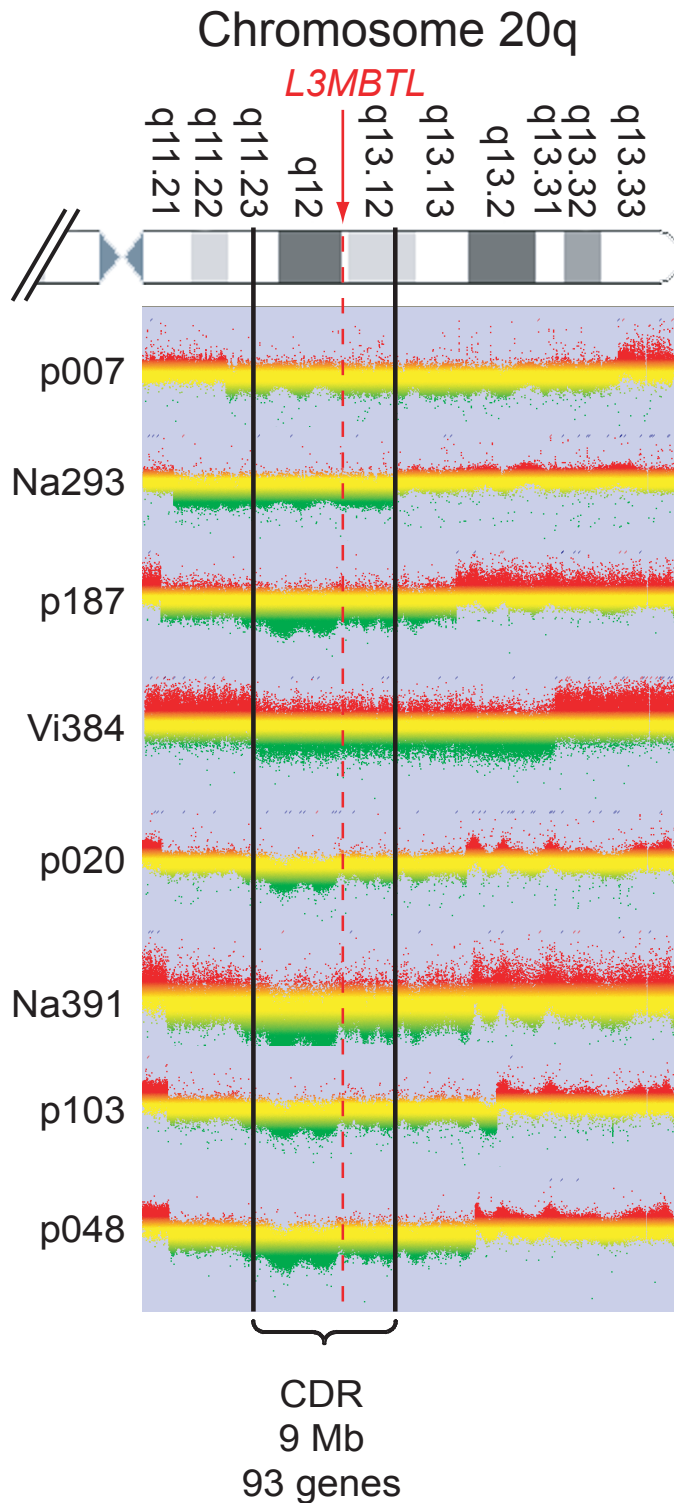 Chromosome 20q
L3MBTL
q11.21
q11.22
q11.23
q12
q13.12
q13.13
q13.2
q13.31
q13.32
q13.33
p007
Na293
p187
Vi384
p020
Na391
p103
p048
CDR
9 Mb
93 genes